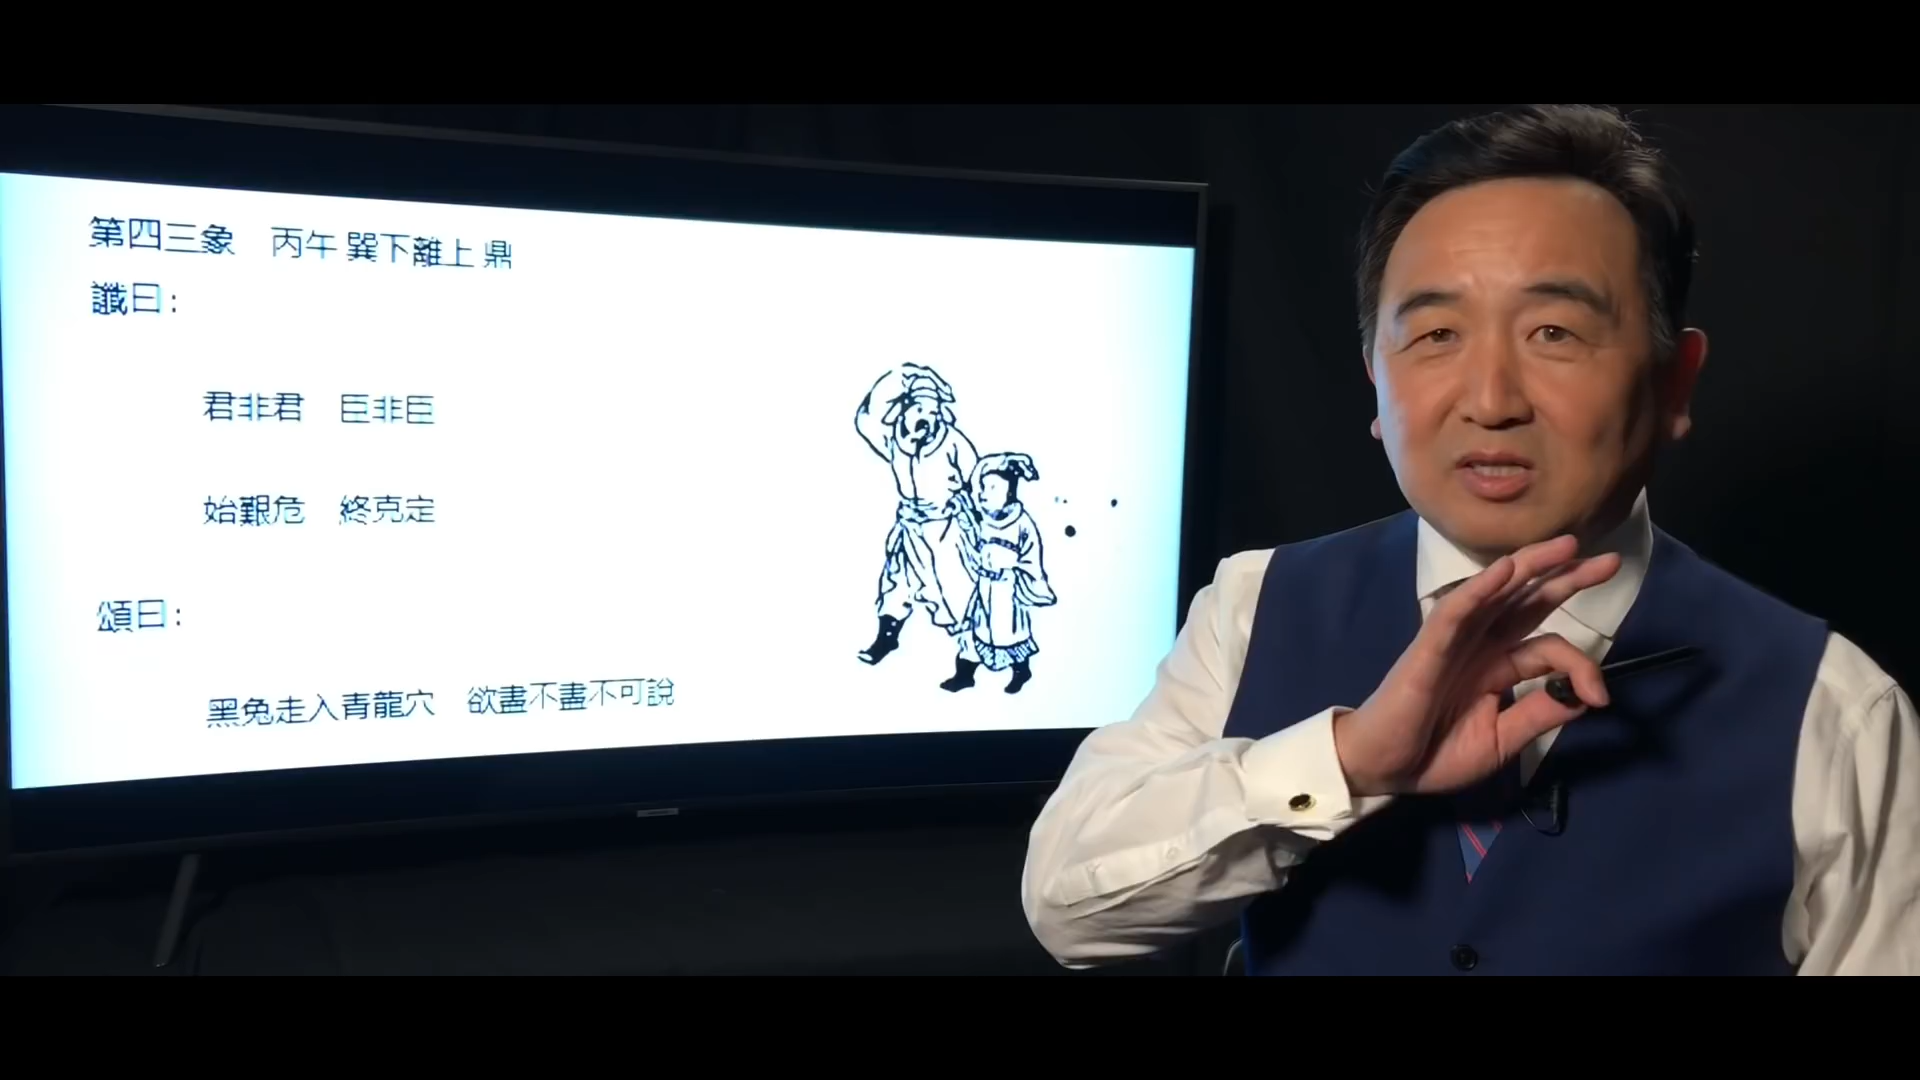 第四三象 丙午 巽下離上 鼎
讖曰:
君非君 臣非臣
始艱危 終克定
頌曰:
黑兔走入青龍穴 欲盡不盡不可說